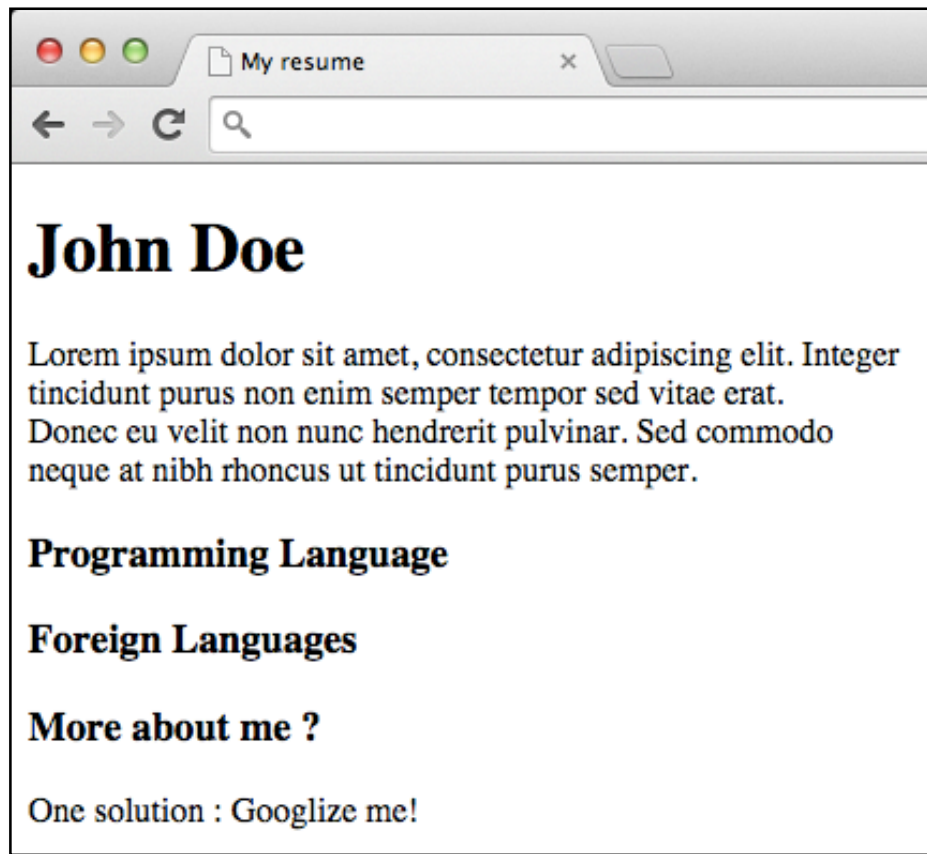 My resume
John Doe
Lorem ipsum dolor sit amet, consectetur adipiscing elit. Integer
tincidunt purus non enim semper tempor sed vitae erat.
Donec eu velit non nunc hendrerit pulvinar. Sed commodo
neque at nibh rhoncus ut tincidunt purus semper.
Programming Language
Foreign Languages
More about me ?
One solution : Googlize me!